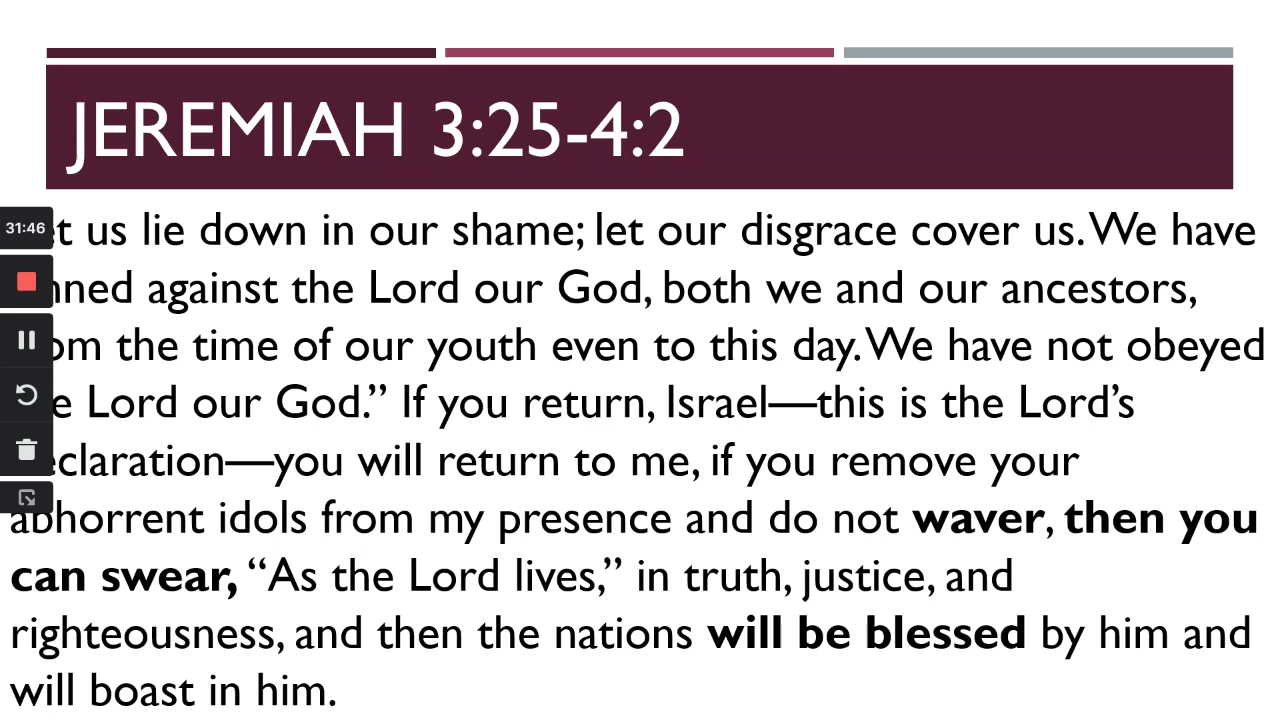 JEREMIAH 3:25-4:2
et us lie down in our shame; let our disgrace cover us. We have
nned against the Lord our God, both we and our ancestors,
om the time of our youth even to this day. We have not obeyed
e Lord our God.” If you return, Israel—this is the Lord’s
eclaration—you will return to me, if you remove your
abhorrent idols from my presence and do not waver, then you
can swear, “As the Lord lives,” in truth, justice, and
righteousness, and then the nations will be blessed by him and
will boast in him.
31:46